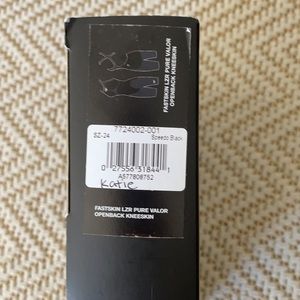 FASTSKIN LZR PURE VALOR
OPENBACK KNEESKIN
7724002-001
SZ-24 Speedo Black
0 27556 31844 1
A577808752
Katie
FASTSKIN LZR PURE VALOR
OPENBACK KNEESKIN